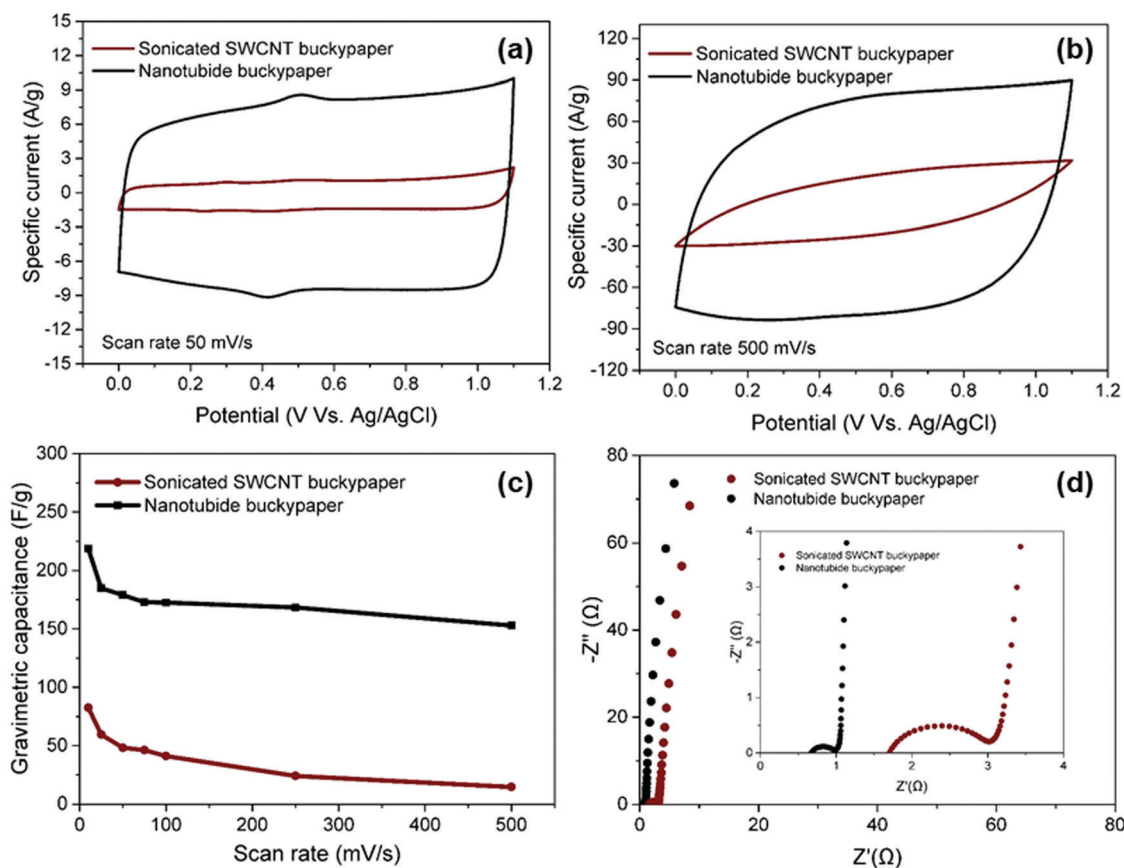 (a)
Sonicated SWCNT buckypaper
Nanotubide buckypaper
Specific current (A/g)
15
12
9
6
3
0
-3
-6
-9
-12
-15
Scan rate 50 mV/s
0.0 0.2 0.4 0.6 0.8 1.0 1.2
Potential (V Vs. Ag/AgCl)
(b)
Sonicated SWCNT buckypaper
Nanotubide buckypaper
Specific current (A/g)
120
90
60
30
0
-30
-60
-90
-120
Scan rate 500 mV/s
0.0 0.2 0.4 0.6 0.8 1.0 1.2
Potential (V Vs. Ag/AgCl)
(c)
Sonicated SWCNT buckypaper
Nanotubide buckypaper
Gravimetric capacitance (F/g)
300
250
200
150
100
50
0
0 100 200 300 400 500
Scan rate (mV/s)
(d)
Sonicated SWCNT buckypaper
Nanotubide buckypaper
-Z'' (Ω)
80
60
40
20
0
0 20 40 60 80
Z'(Ω)
Sonicated SWCNT buckypaper
Nanotubide buckypaper
-Z'' (Ω)
4
3
2
1
0
0 1 2 3 4
Z'(Ω)